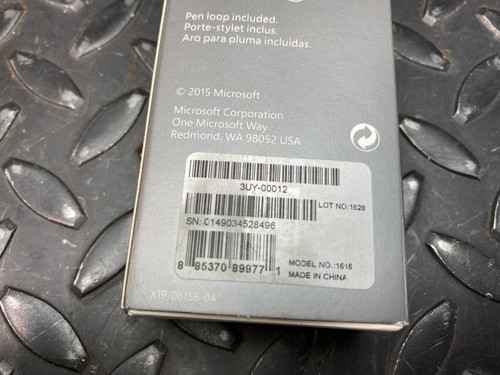 Pen loop included.
Porte-stylet inclus.
Aro para pluma incluidas.
© 2015 Microsoft
Microsoft Corporation
One Microsoft Way
Redmond, WA 98052 USA
3UY-00012
LOT NO:1628
SN: 0149034528496
8 85370 89977 1
MODEL NO.:1616
MADE IN CHINA
X19-08156-04